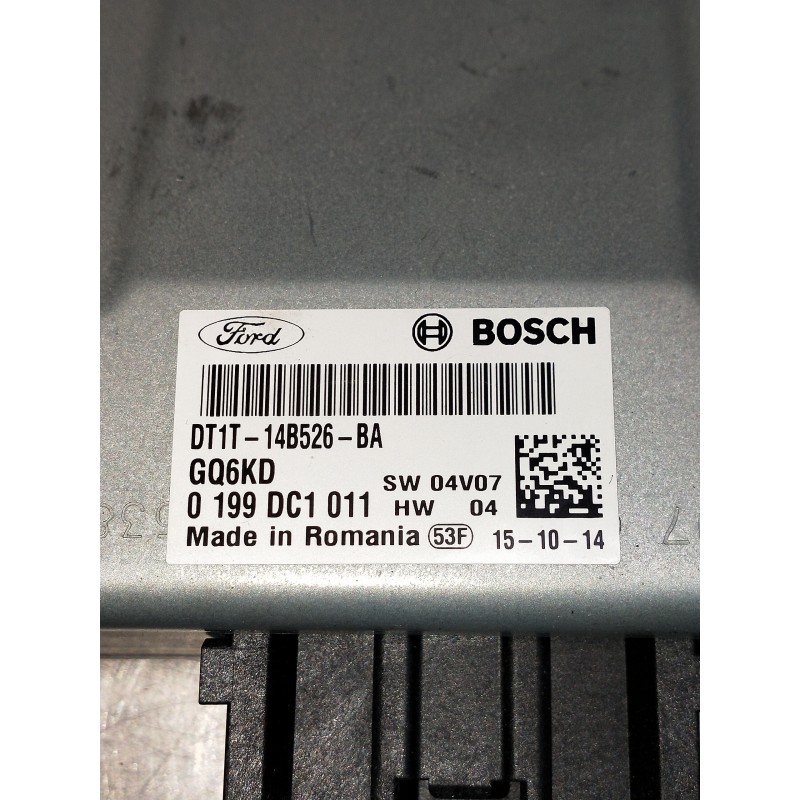 Ford BOSCH
DT1T-14B526-BA
GQ6KD SW 04V07
0 199 DC1 011 HW 04
Made in Romania 53F 15-10-14